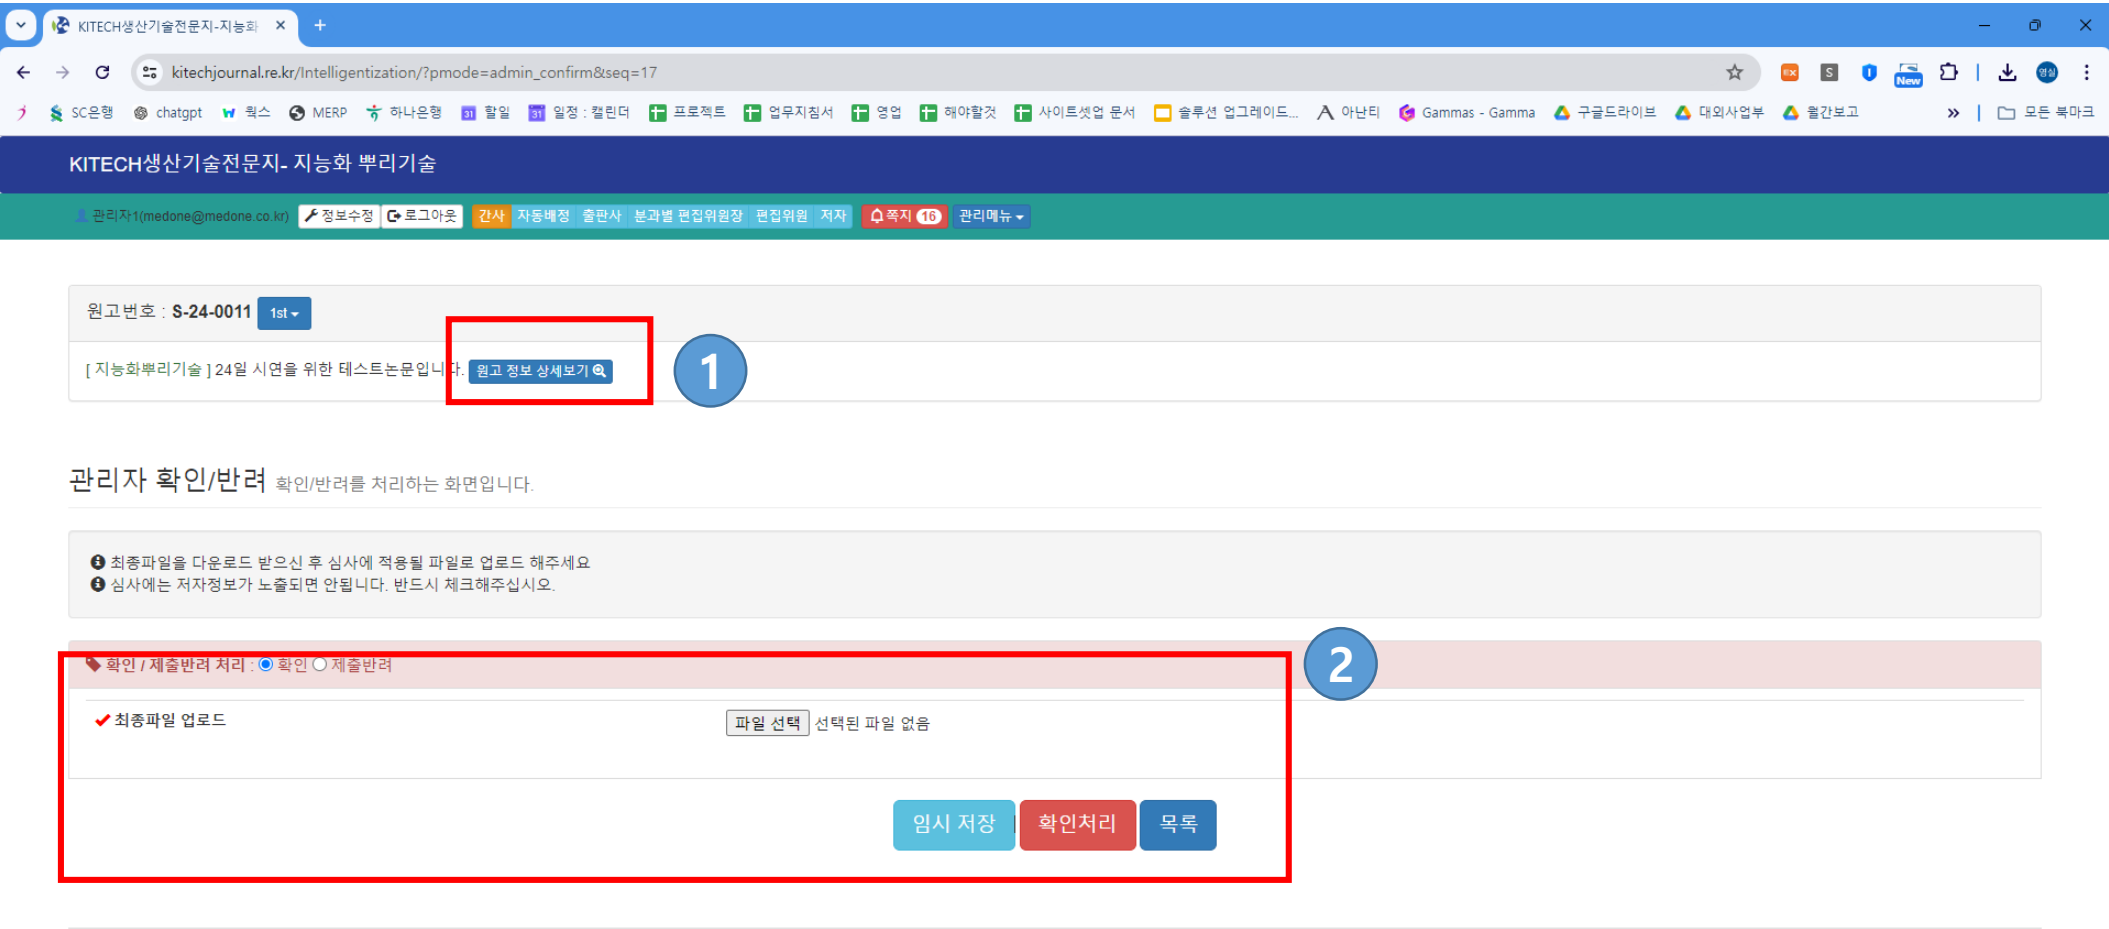 KITECH생산기술전문지-지능화
kitechjournal.re.kr/Intelligentization/?pmode=admin_confirm&seq=17
New
영실
SC은행 chatgpt 웍스 MERP 하나은행 할일 일정 : 캘린더 프로젝트 업무지침서 영업 해야할것 사이트셋업 문서 솔루션 업그레이드... 아난티 Gammas - Gamma 구글드라이브 대외사업부 월간보고 » 모든 북마크
KITECH생산기술전문지- 지능화 뿌리기술
관리자1(medone@medone.co.kr) 정보수정 로그아웃 간사 자동배정 출판사 분과별 편집위원장 편집위원 저자 쪽지 16 관리메뉴
원고번호 : S-24-0011 1st
[ 지능화뿌리기술 ] 24일 시연을 위한 테스트논문입니다. 원고 정보 상세보기
1
관리자 확인/반려 확인/반려를 처리하는 화면입니다.
최종파일을 다운로드 받으신 후 심사에 적용될 파일로 업로드 해주세요
심사에는 저자정보가 노출되면 안됩니다. 반드시 체크해주십시오.
2
확인 / 제출반려 처리 : 확인 제출반려
최종파일 업로드 파일 선택 선택된 파일 없음
임시 저장 확인처리 목록